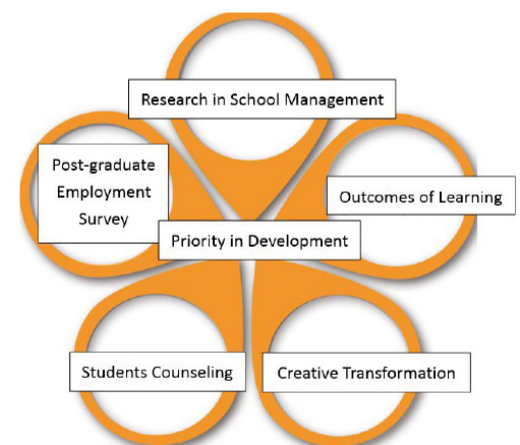 Research in School Management
Post-graduate
Employment
Survey
Outcomes of Learning
Priority in Development
Students Counseling
Creative Transformation